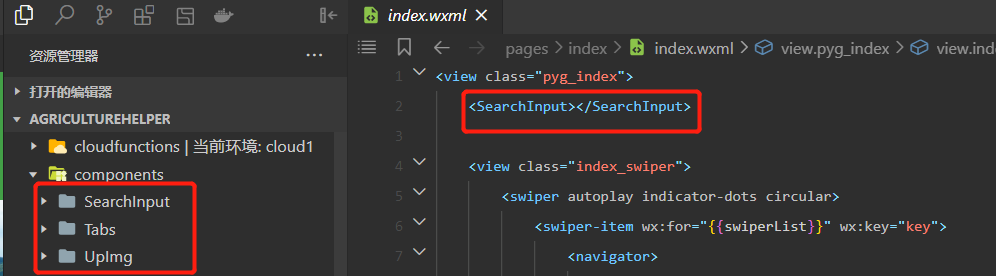 index.wxml
资源管理器
pages > index > index.wxml > view.pyg_index > view.ind
打开的编辑器
AGRICULTUREHELPER
cloudfunctions | 当前环境: cloud1
components
SearchInput
Tabs
UpImg
1 <view class="pyg_index">
2 <SearchInput></SearchInput>
3
4 <view class="index_swiper">
5 <swiper autoplay indicator-dots circular>
6 <swiper-item wx:for="{{swiperList}}" wx:key="key">
7 <navigator>